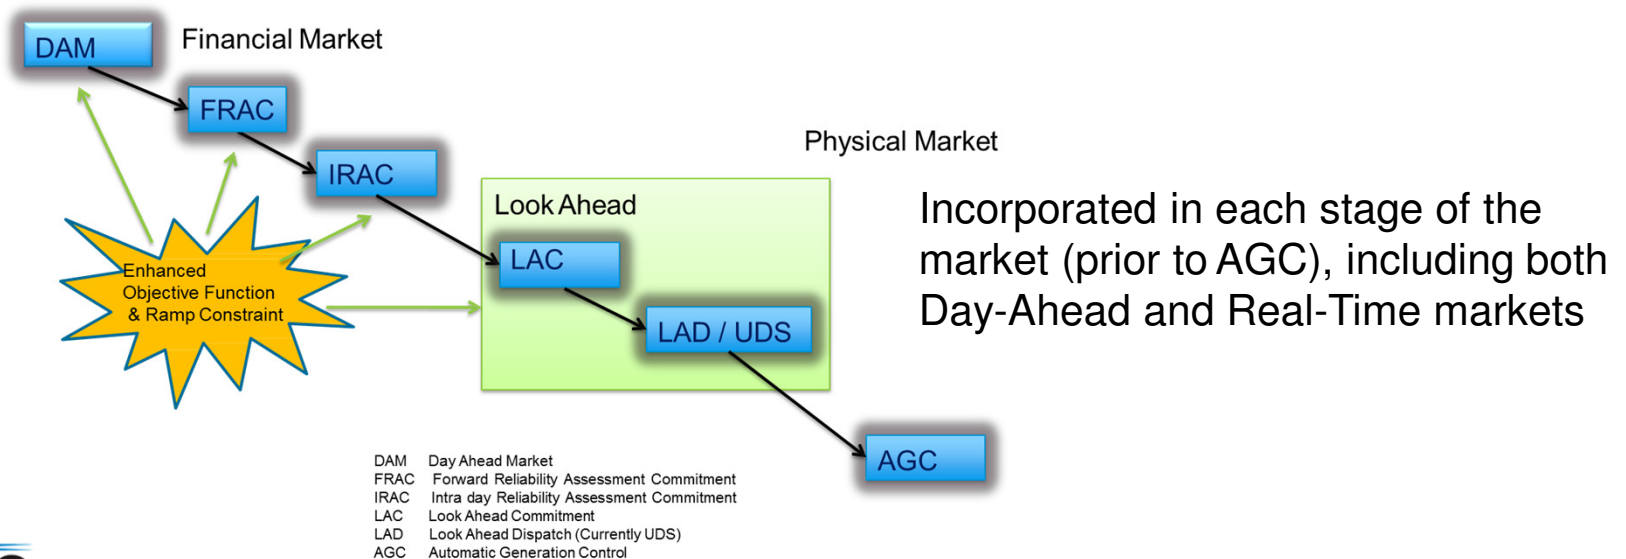 DAM
Financial Market
FRAC
Physical Market
IRAC
Look Ahead
Incorporated in each stage of the
market (prior to AGC), including both
Day-Ahead and Real-Time markets
LAC
Enhanced
Objective Function
& Ramp Constraint
LAD / UDS
AGC
DAM Day Ahead Market
FRAC Forward Reliability Assessment Commitment
IRAC Intra day Reliability Assessment Commitment
LAC Look Ahead Commitment
LAD Look Ahead Dispatch (Currently UDS)
AGC Automatic Generation Control